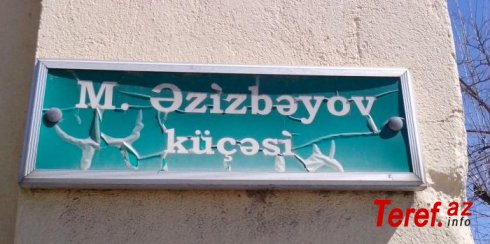 M. Əzizbəyov
küçəsi
Teref.az
info